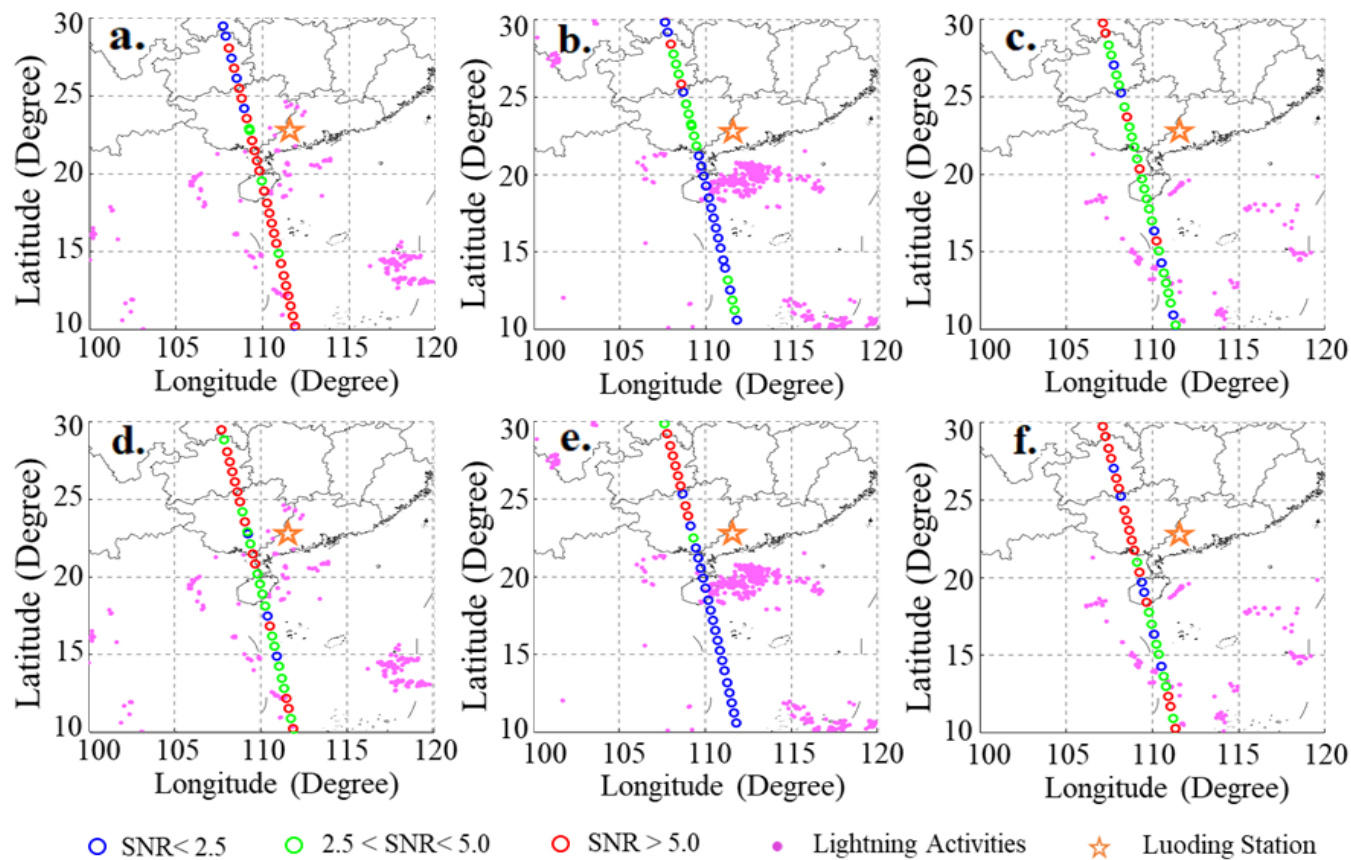 a.
b.
c.
30
25
20
15
10
Latitude (Degree)
100 105 110 115 120
Longitude (Degree)
30
25
20
15
10
Latitude (Degree)
100 105 110 115 120
Longitude (Degree)
30
25
20
15
10
Latitude (Degree)
100 105 110 115 120
Longitude (Degree)
d.
e.
f.
30
25
20
15
10
Latitude (Degree)
100 105 110 115 120
Longitude (Degree)
30
25
20
15
10
Latitude (Degree)
100 105 110 115 120
Longitude (Degree)
30
25
20
15
10
Latitude (Degree)
100 105 110 115 120
Longitude (Degree)
SNR< 2.5
2.5 < SNR< 5.0
SNR > 5.0
Lightning Activities
Luoding Station